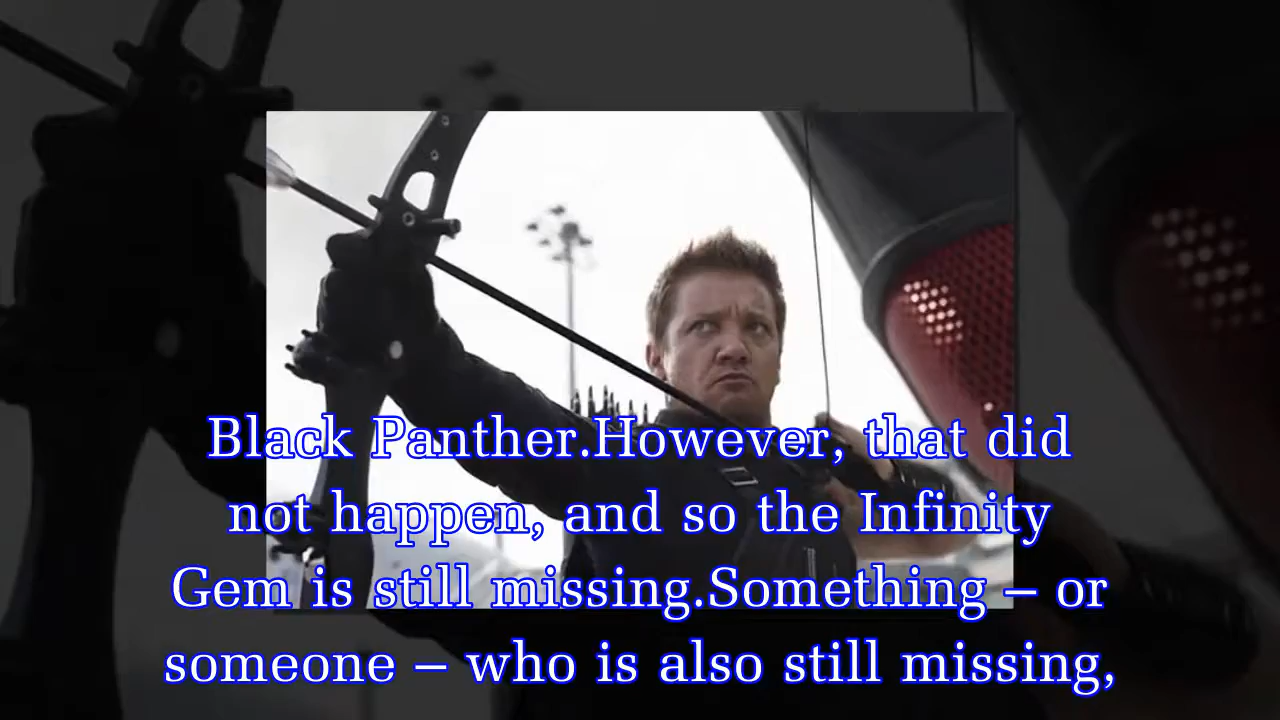 Black Panther.However, that did
not happen, and so the Infinity
Gem is still missing.Something – or
someone – who is also still missing,